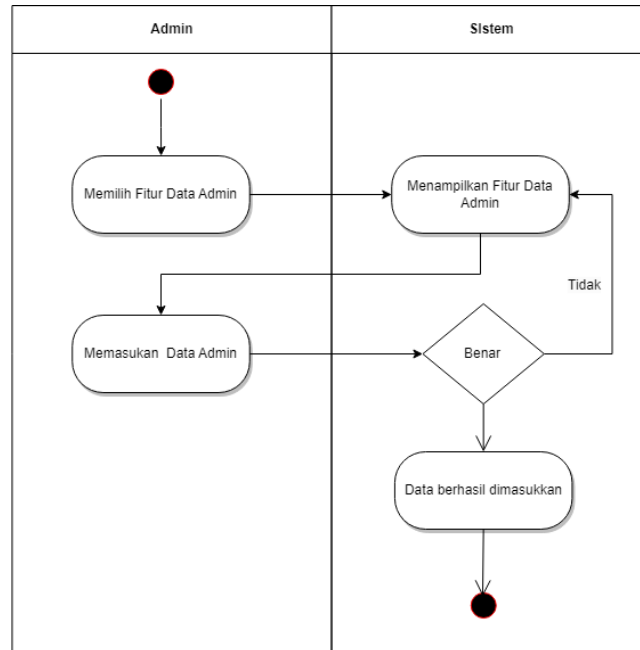 Admin
SIstem
Memilih Fitur Data Admin
Menampilkan Fitur Data
Admin
Tidak
Memasukan Data Admin
Benar
Data berhasil dimasukkan